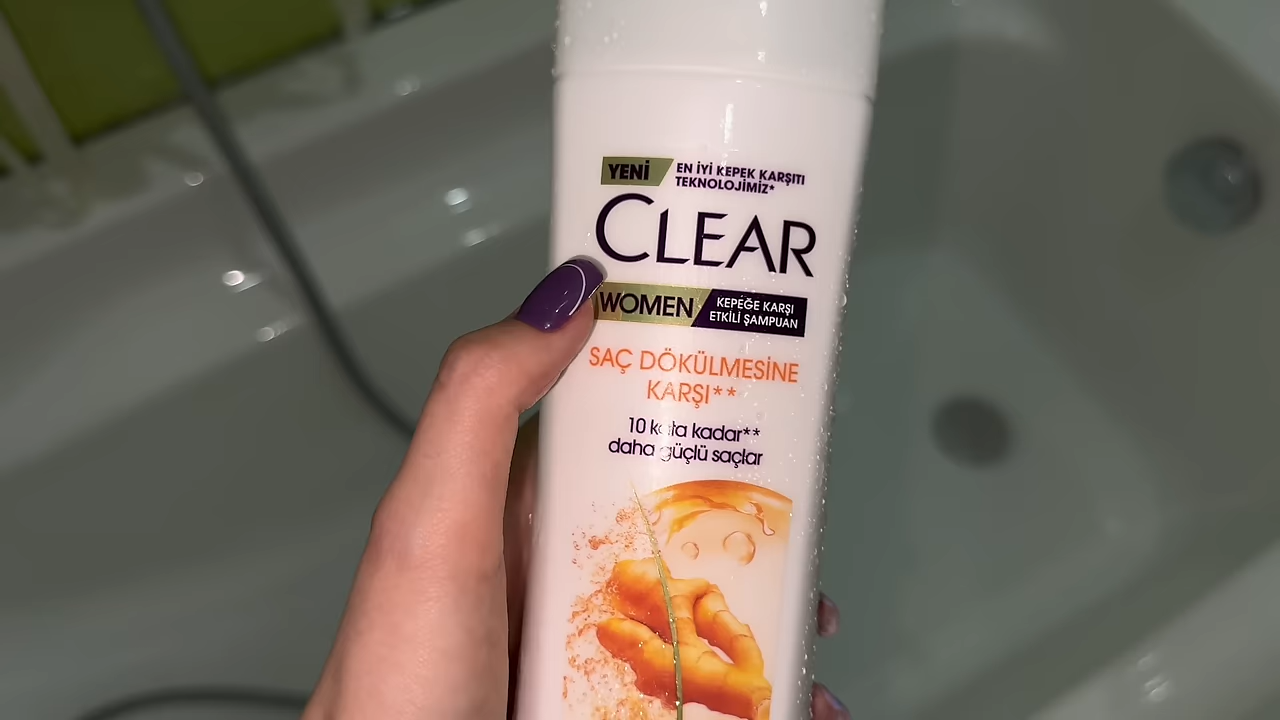 YENİ
EN İYİ KEPEK KARŞITI
TEKNOLOJİMİZ*
CLEAR
WOMEN
KEPEĞE KARŞI
ETKİLİ ŞAMPUAN
SAÇ DÖKÜLMESİNE
KARŞI**
10 kata kadar**
daha güçlü saçlar